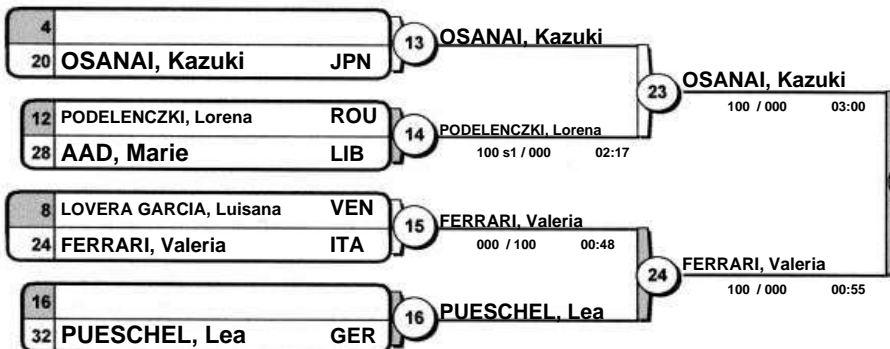 4
20 OSANAI, Kazuki JPN
13 OSANAI, Kazuki
12 PODELENCZKI, Lorena ROU
28 AAD, Marie LIB
14 PODELENCZKI, Lorena
100 s1 / 000 02:17
23 OSANAI, Kazuki
100 / 000 03:00
8 LOVERA GARCIA, Luisana VEN
24 FERRARI, Valeria ITA
15 FERRARI, Valeria
000 / 100 00:48
16
32 PUESCHEL, Lea GER
16 PUESCHEL, Lea
24 FERRARI, Valeria
100 / 000 00:55